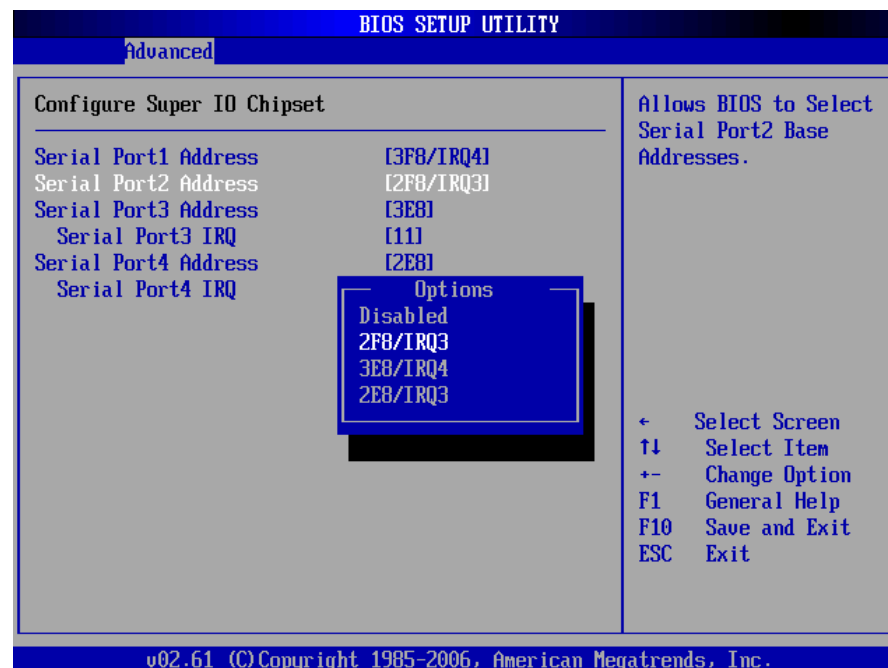 BIOS SETUP UTILITY
Advanced
Configure Super IO Chipset
Serial Port1 Address [3F8/IRQ4]
Serial Port2 Address [2F8/IRQ3]
Serial Port3 Address [3E8]
Serial Port3 IRQ [11]
Serial Port4 Address [2E8]
Serial Port4 IRQ
Options
Disabled
2F8/IRQ3
3E8/IRQ4
2E8/IRQ3
Allows BIOS to Select
Serial Port2 Base
Addresses.
← Select Screen
↑↓ Select Item
+- Change Option
F1 General Help
F10 Save and Exit
ESC Exit
v02.61 (C)Copyright 1985-2006, American Megatrends, Inc.